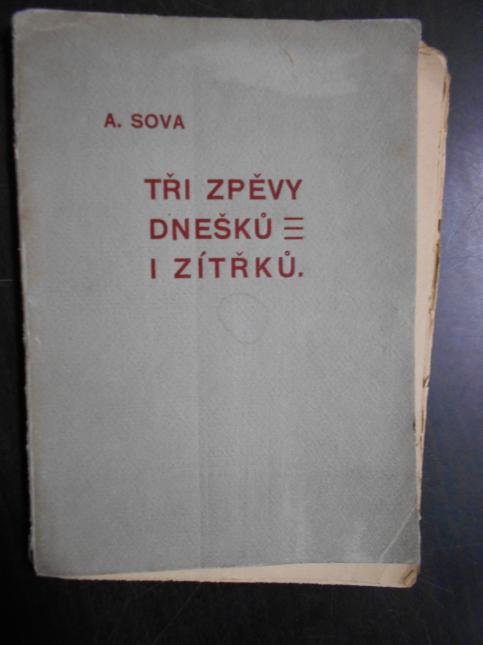 A. SOVA
TŘI ZPĚVY
DNEŠKŮ
I ZÍTŘKŮ.